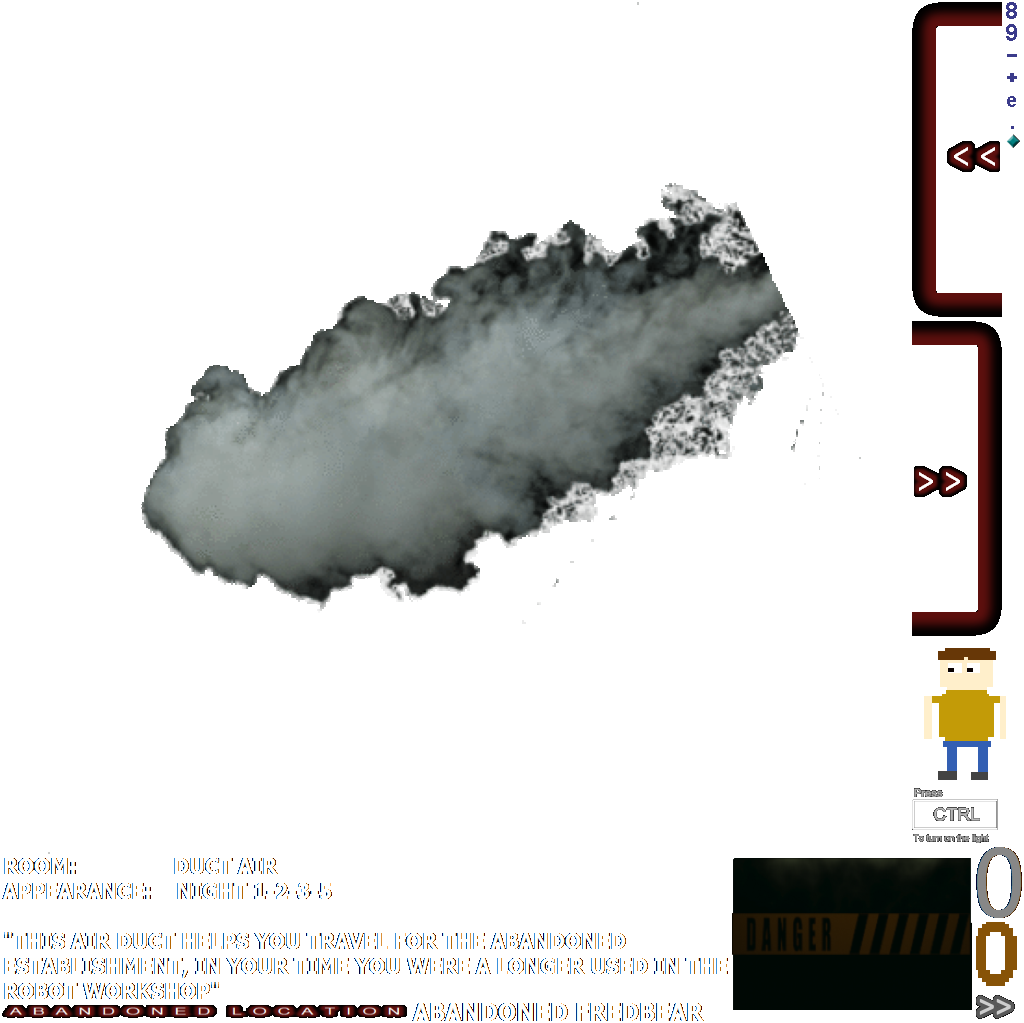 8
9
-
+
e
.
<<
>>
Press
CTRL
To turn on the light
0
ROOM: DUCT AIR
APPEARANCE: NIGHT 1-2-3-5
DANGER
0
"THIS AIR DUCT HELPS YOU TRAVEL FOR THE ABANDONED
ESTABLISHMENT, IN YOUR TIME YOU WERE A LONGER USED IN THE
ROBOT WORKSHOP"
>>
ABANDONED LOCATION ABANDONED FREDBEAR